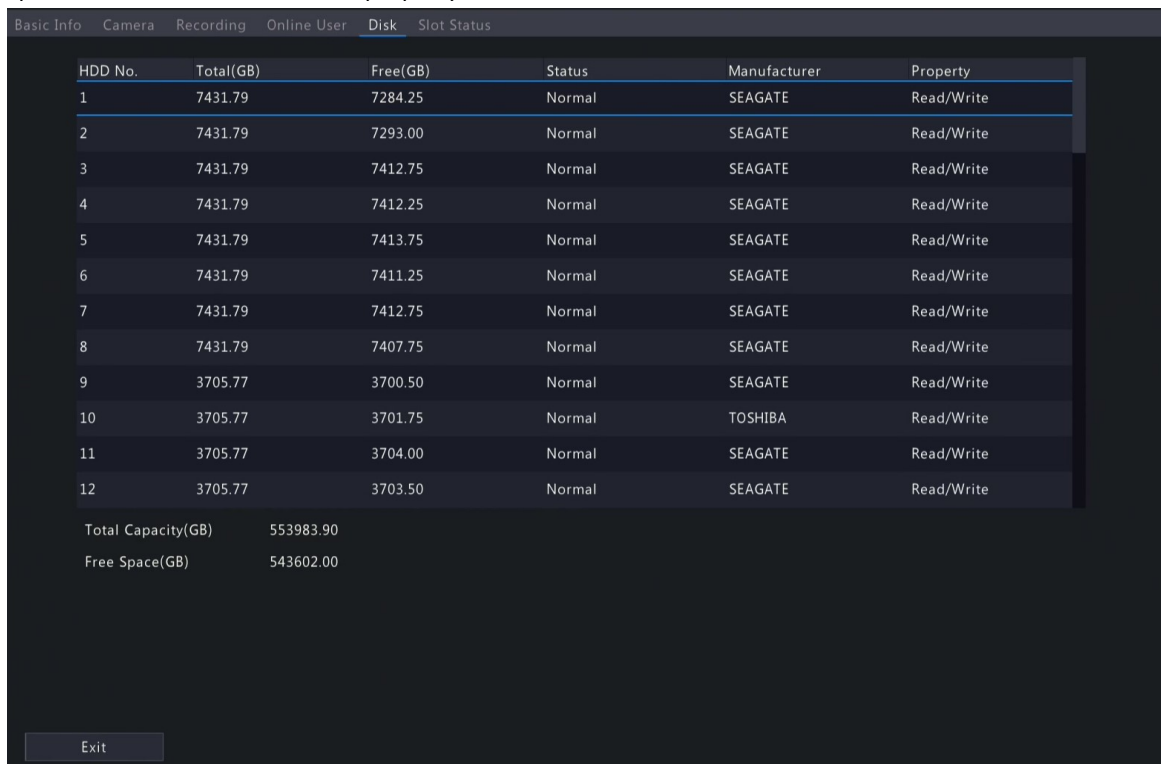 Basic Info Camera Recording Online User Disk Slot Status
HDD No. Total(GB) Free(GB) Status Manufacturer Property
1 7431.79 7284.25 Normal SEAGATE Read/Write
2 7431.79 7293.00 Normal SEAGATE Read/Write
3 7431.79 7412.75 Normal SEAGATE Read/Write
4 7431.79 7412.25 Normal SEAGATE Read/Write
5 7431.79 7413.75 Normal SEAGATE Read/Write
6 7431.79 7411.25 Normal SEAGATE Read/Write
7 7431.79 7412.75 Normal SEAGATE Read/Write
8 7431.79 7407.75 Normal SEAGATE Read/Write
9 3705.77 3700.50 Normal SEAGATE Read/Write
10 3705.77 3701.75 Normal TOSHIBA Read/Write
11 3705.77 3704.00 Normal SEAGATE Read/Write
12 3705.77 3703.50 Normal SEAGATE Read/Write
Total Capacity(GB) 553983.90
Free Space(GB) 543602.00
Exit